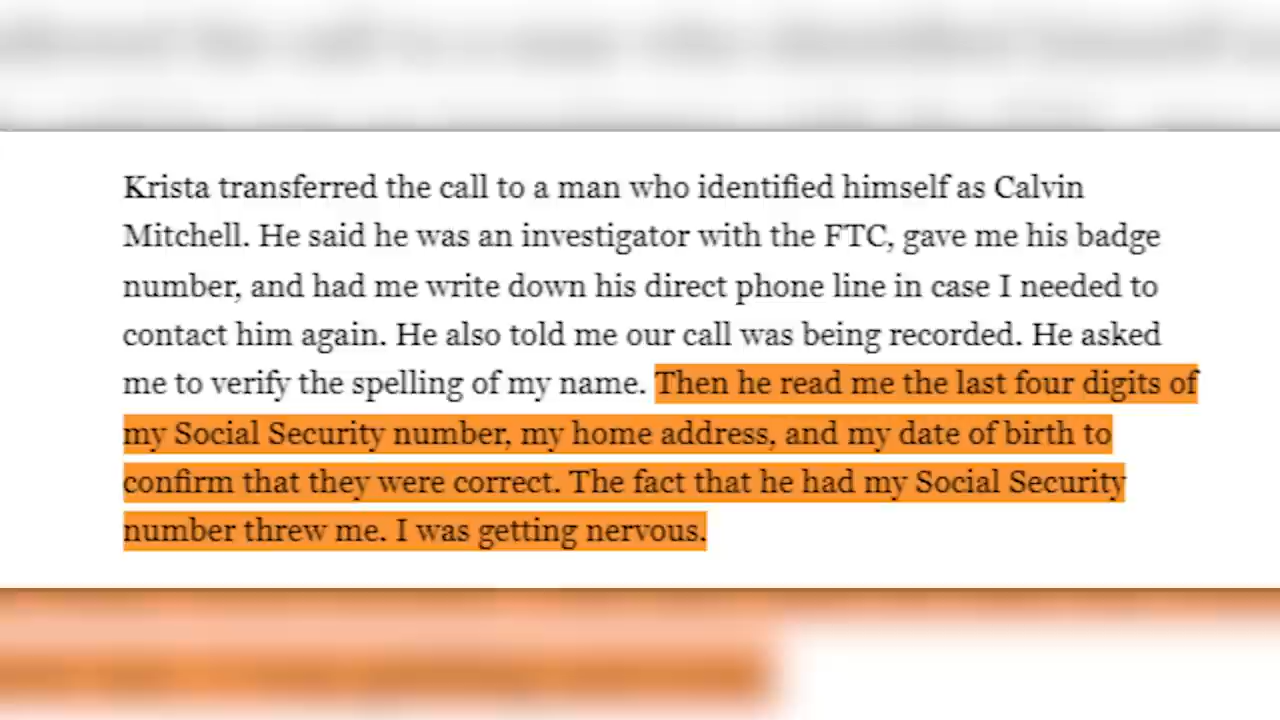 Krista transferred the call to a man who identified himself as Calvin
Mitchell. He said he was an investigator with the FTC, gave me his badge
number, and had me write down his direct phone line in case I needed to
contact him again. He also told me our call was being recorded. He asked
me to verify the spelling of my name. Then he read me the last four digits of
my Social Security number, my home address, and my date of birth to
confirm that they were correct. The fact that he had my Social Security
number threw me. I was getting nervous.